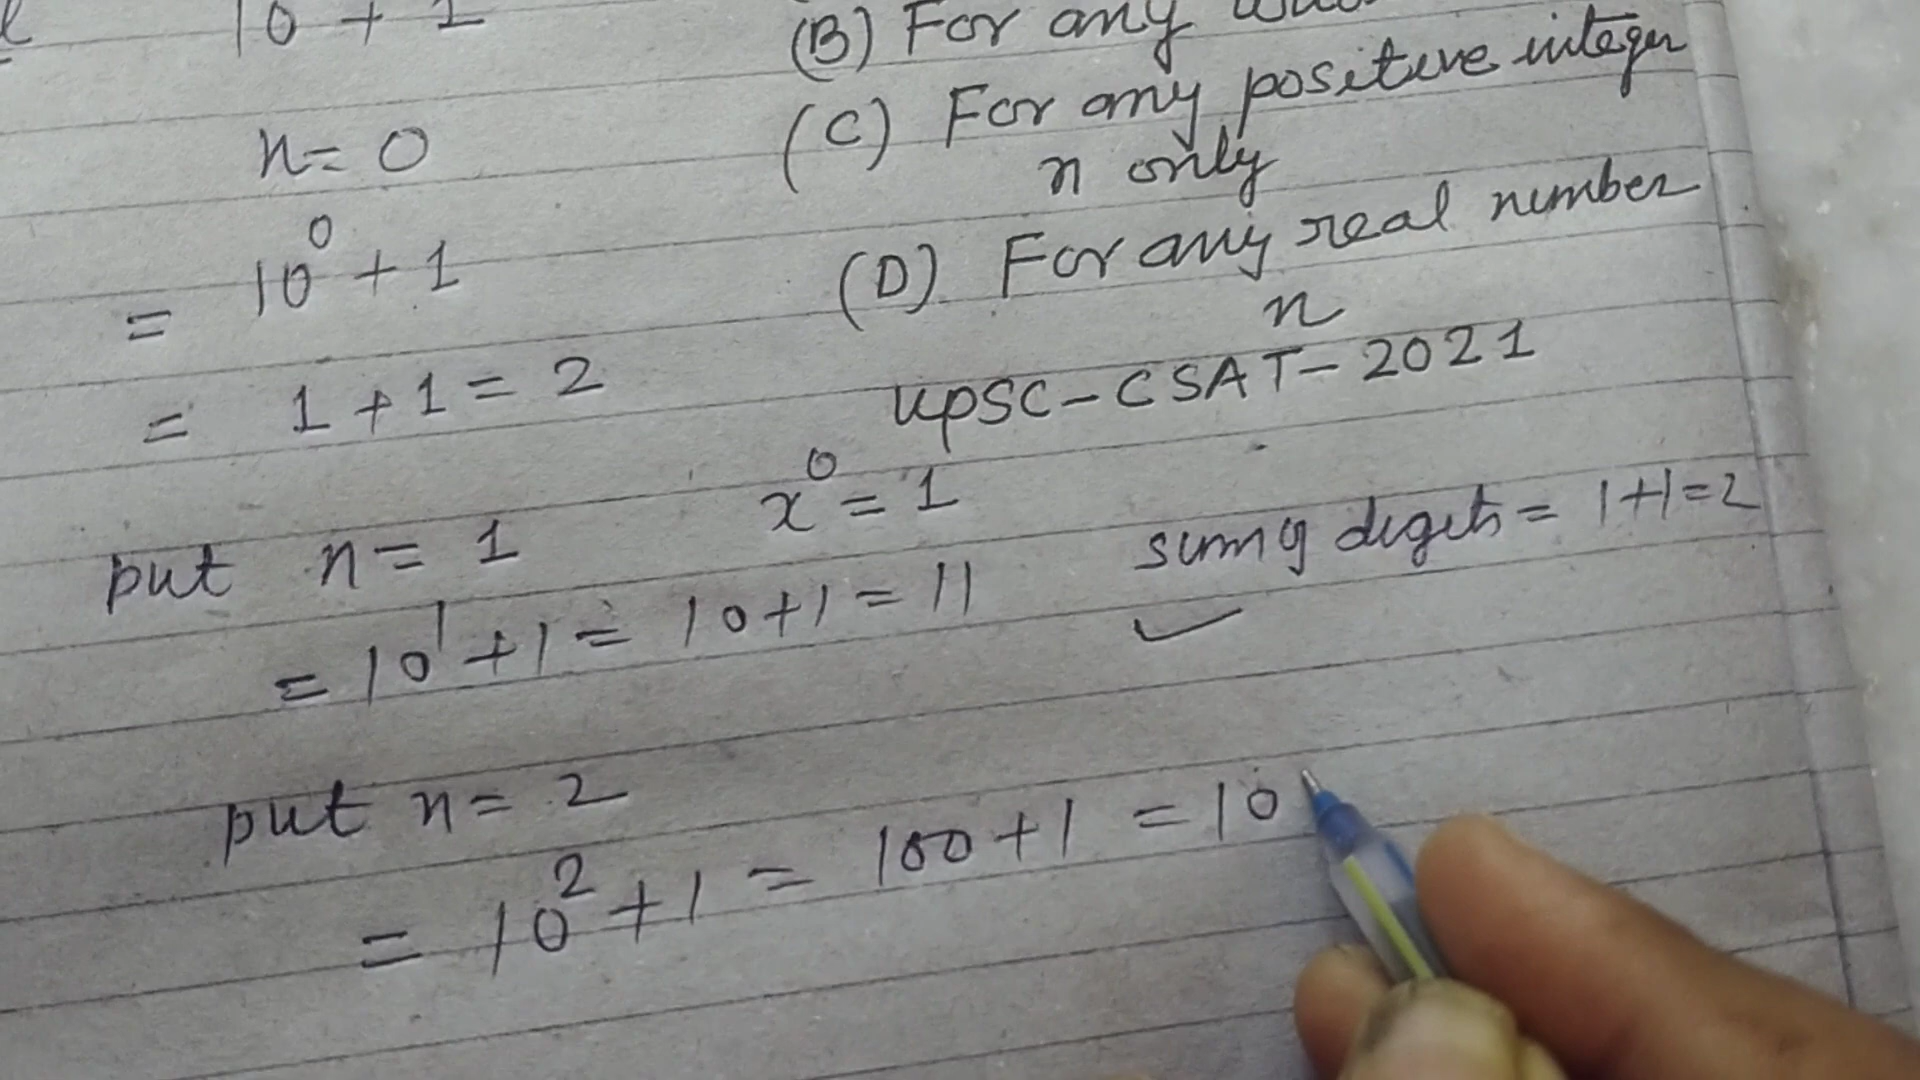 10 + 1
(B) For any
(C) For any positive integer
n only
(D) For any real number
n
UPSC-CSAT-2021
n = 0
= 10⁰ + 1
= 1 + 1 = 2
x⁰ = 1
put n = 1
= 10¹ + 1 = 10 + 1 = 11
sum of digits = 1+1=2
✓
put n = 2
= 10² + 1 = 100 + 1 = 10